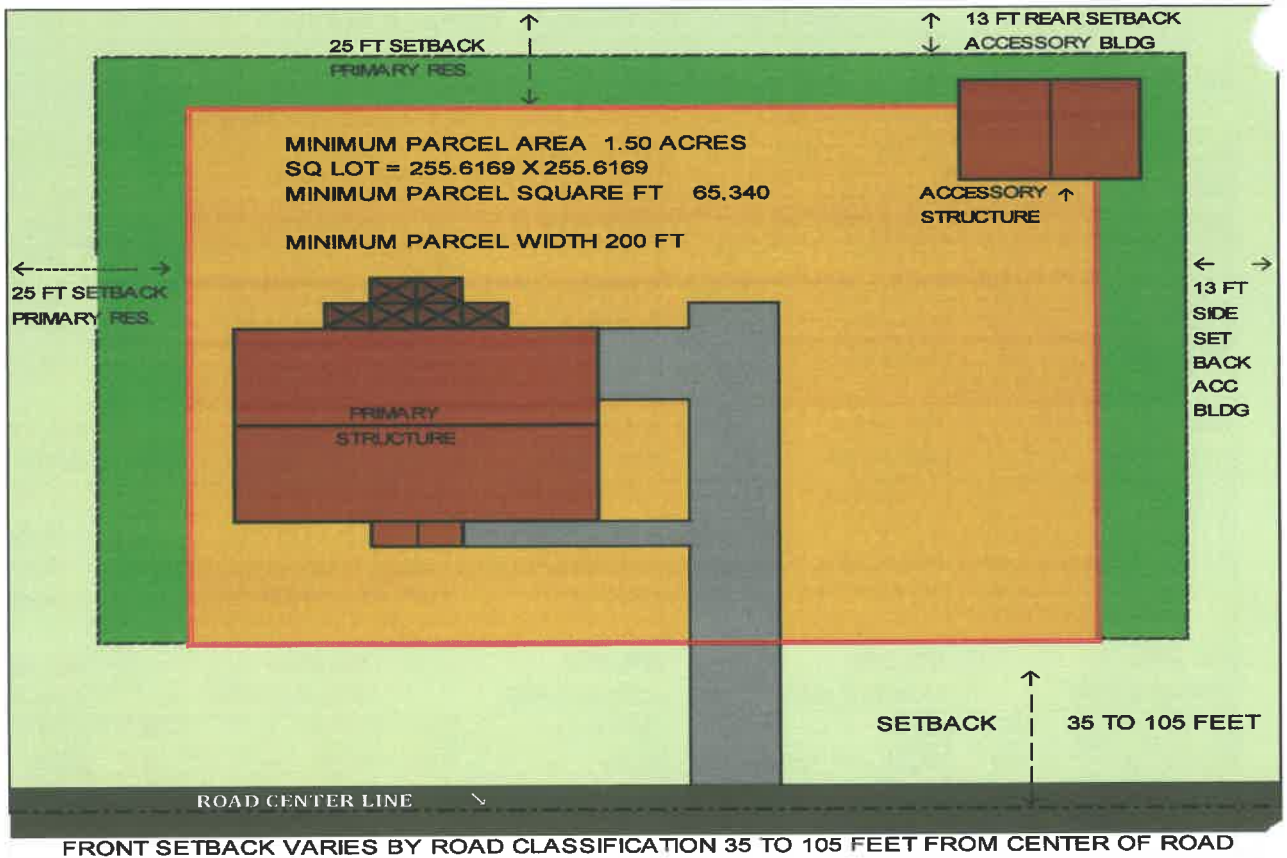 25 FT SETBACK
PRIMARY RES.
13 FT REAR SETBACK
ACCESSORY BLDG
MINIMUM PARCEL AREA 1.50 ACRES
SQ LOT = 255.6169 X 255.6169
MINIMUM PARCEL SQUARE FT 65,340
MINIMUM PARCEL WIDTH 200 FT
ACCESSORY
STRUCTURE
25 FT SETBACK
PRIMARY RES.
13 FT
SIDE
SET
BACK
ACC
BLDG
PRIMARY
STRUCTURE
SETBACK 35 TO 105 FEET
ROAD CENTER LINE
FRONT SETBACK VARIES BY ROAD CLASSIFICATION 35 TO 105 FEET FROM CENTER OF ROAD